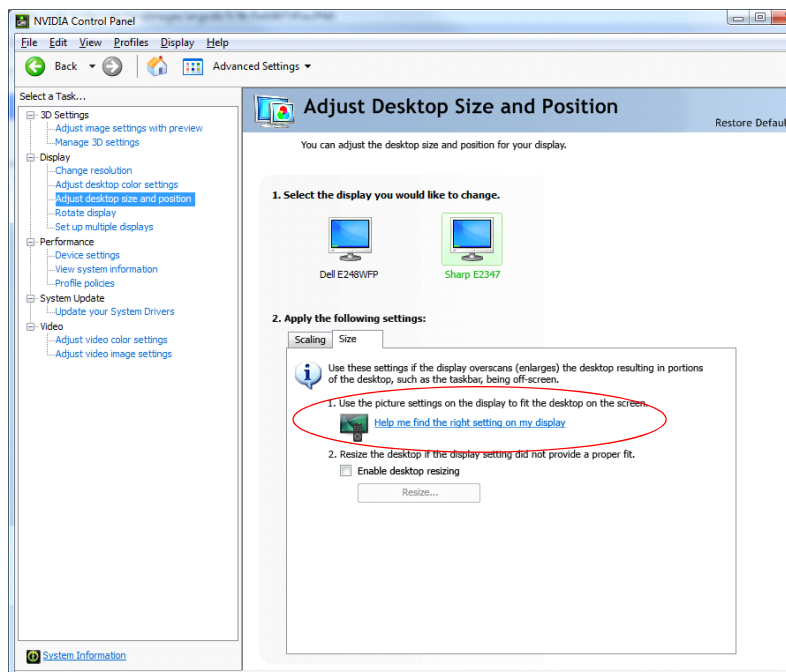 NVIDIA Control Panel
File Edit View Profiles Display Help
Back Advanced Settings
Select a Task...
3D Settings
Adjust image settings with preview
Manage 3D settings
Display
Change resolution
Adjust desktop color settings
Adjust desktop size and position
Rotate display
Set up multiple displays
Performance
Device settings
View system information
Profile policies
System Update
Update your System Drivers
Video
Adjust video color settings
Adjust video image settings
System Information
Adjust Desktop Size and Position
Restore Defaul
You can adjust the desktop size and position for your display.
1. Select the display you would like to change.
Dell E248WFP
Sharp E2347
2. Apply the following settings:
Scaling Size
Use these settings if the display overscans (enlarges) the desktop resulting in portions
of the desktop, such as the taskbar, being off-screen.
1. Use the picture settings on the display to fit the desktop on the screen.
Help me find the right setting on my display
2. Resize the desktop if the display setting did not provide a proper fit.
Enable desktop resizing
Resize...